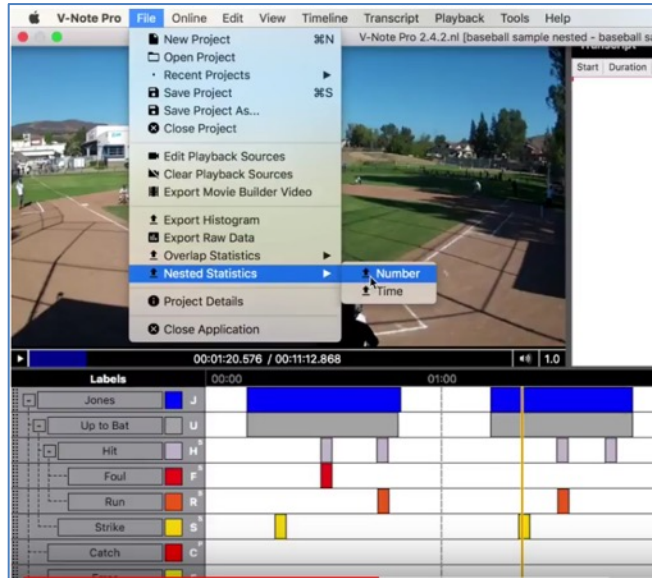 V-Note Pro File Online Edit View Timeline Transcript Playback Tools Help
V-Note Pro 2.4.2.nl [baseball sample nested - baseball sa
New Project ⌘N
Open Project
Recent Projects
Save Project ⌘S
Save Project As...
Close Project
Edit Playback Sources
Clear Playback Sources
Export Movie Builder Video
Export Histogram
Export Raw Data
Overlap Statistics
Nested Statistics
Number
Time
Project Details
Close Application
Transcript
Start Duration
00:01:20.576 / 00:11:12.868
1.0
Labels 00:00 01:00
Jones J
Up to Bat U
Hit H S
Foul F S
Run R S
Strike S S
Catch C